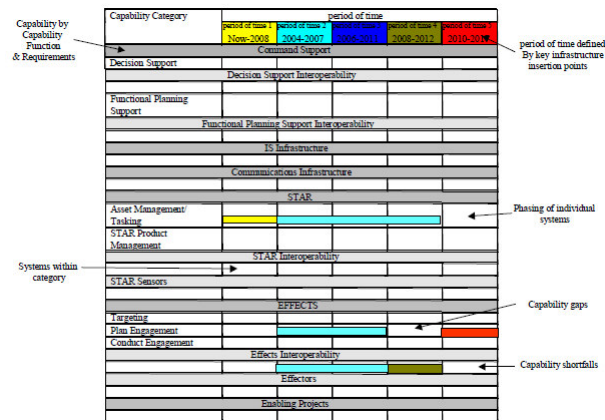 Capability Category
period of time
Capability by
Capability
Function
& Requirements
period of time 1
period of time 2
period of time 3
period of time 4
period of time 5
Now-2008
2004-2007
2006-2011
2008-2012
period of time defined
By key infrastructure
insertion points
Command Support
Decision Support
Decision Support Interoperability
Functional Planning
Support
Functional Planning Support Interoperability
IS Infrastructure
Communications Infrastructure
STAR
Asset Management/
Tasking
Phasing of individual
systems
STAR Product
Management
STAR Interoperability
Systems within
category
STAR Sensors
EFFECTS
Capability gaps
Targeting
Plan Engagement
Conduct Engagement
Effects Interoperability
Capability shortfalls
Effectors
Enabling Projects